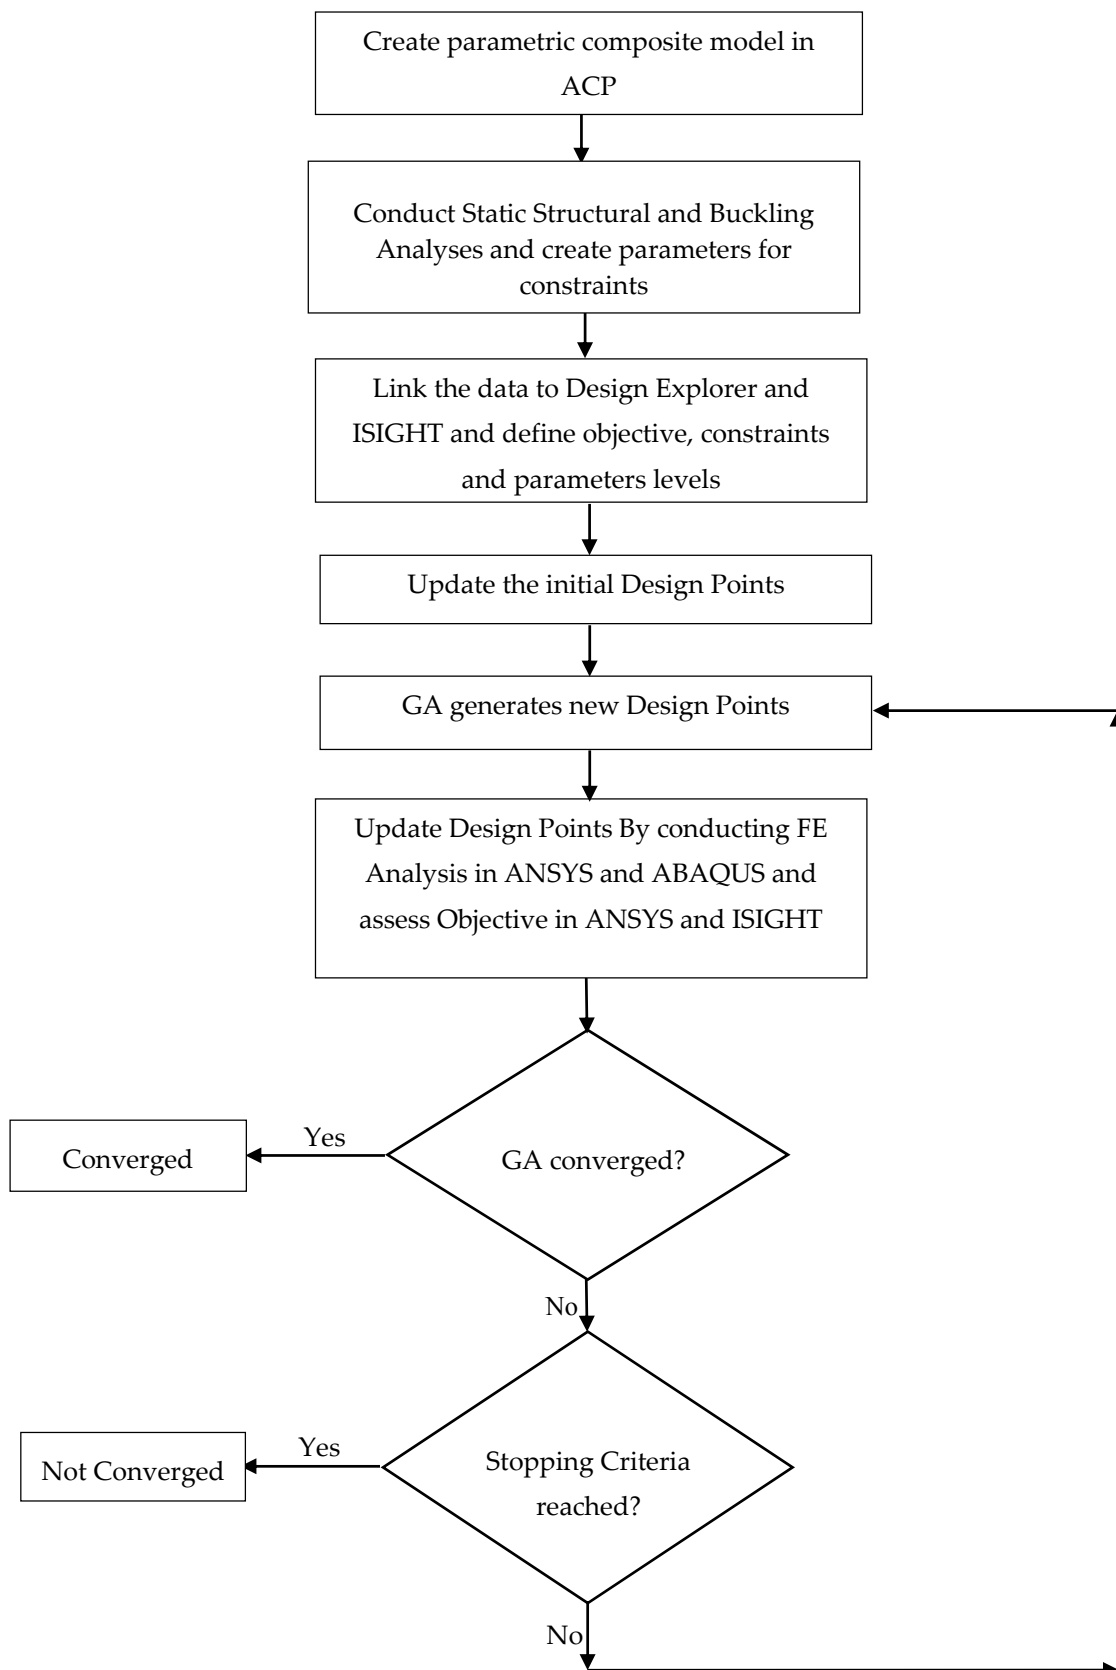 Create parametric composite model in
ACP
Conduct Static Structural and Buckling
Analyses and create parameters for
constraints
Link the data to Design Explorer and
ISIGHT and define objective, constraints
and parameters levels
Update the initial Design Points
GA generates new Design Points
Update Design Points By conducting FE
Analysis in ANSYS and ABAQUS and
assess Objective in ANSYS and ISIGHT
Yes
Converged
GA converged?
No
Yes
Not Converged
Stopping Criteria
reached?
No